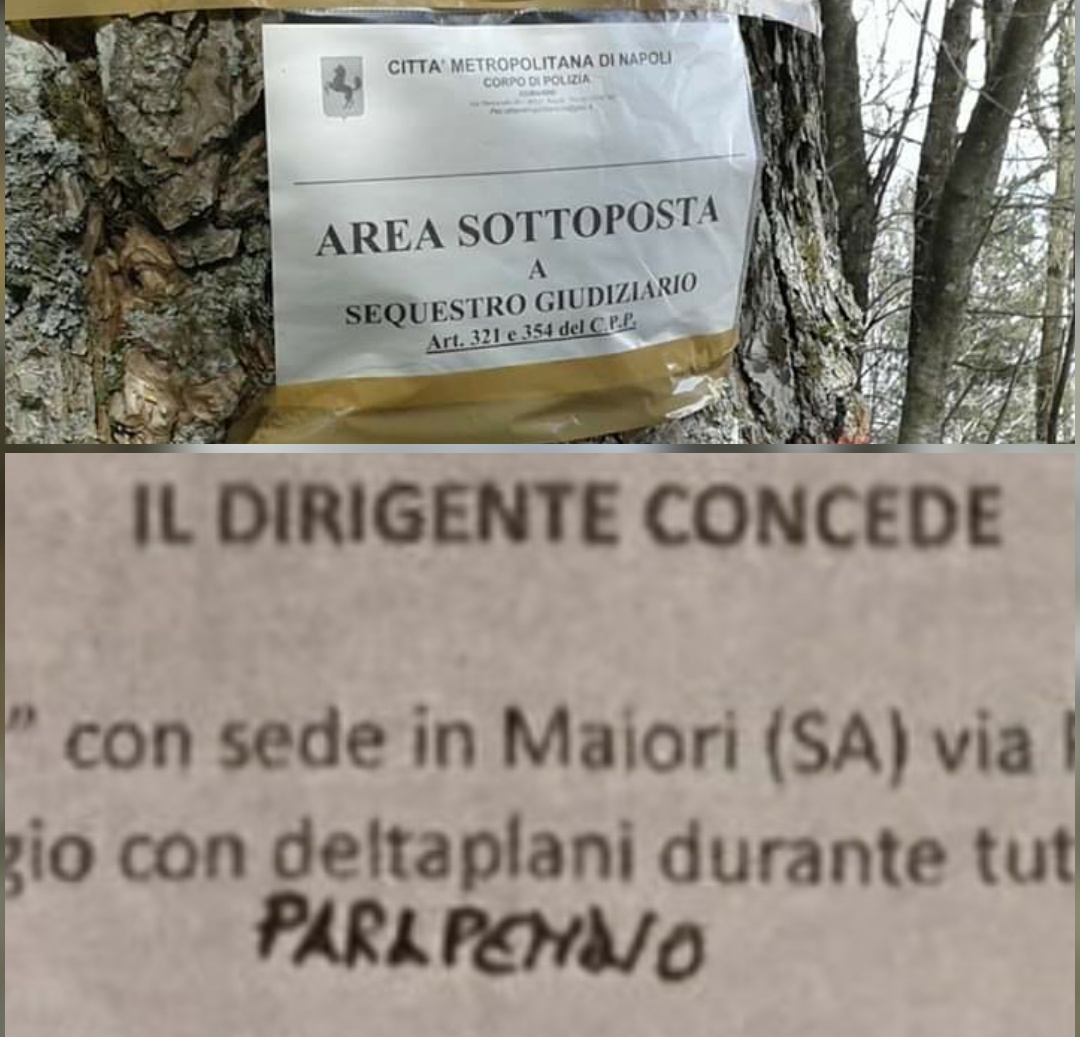 CITTA' METROPOLITANA DI NAPOLI
CORPO DI POLIZIA
AREA SOTTOPOSTA
A
SEQUESTRO GIUDIZIARIO
Art. 321 e 354 del C.P.P.
IL DIRIGENTE CONCEDE
” con sede in Maiori (SA) via
gio con deltaplani durante tut
PARAPENDIO